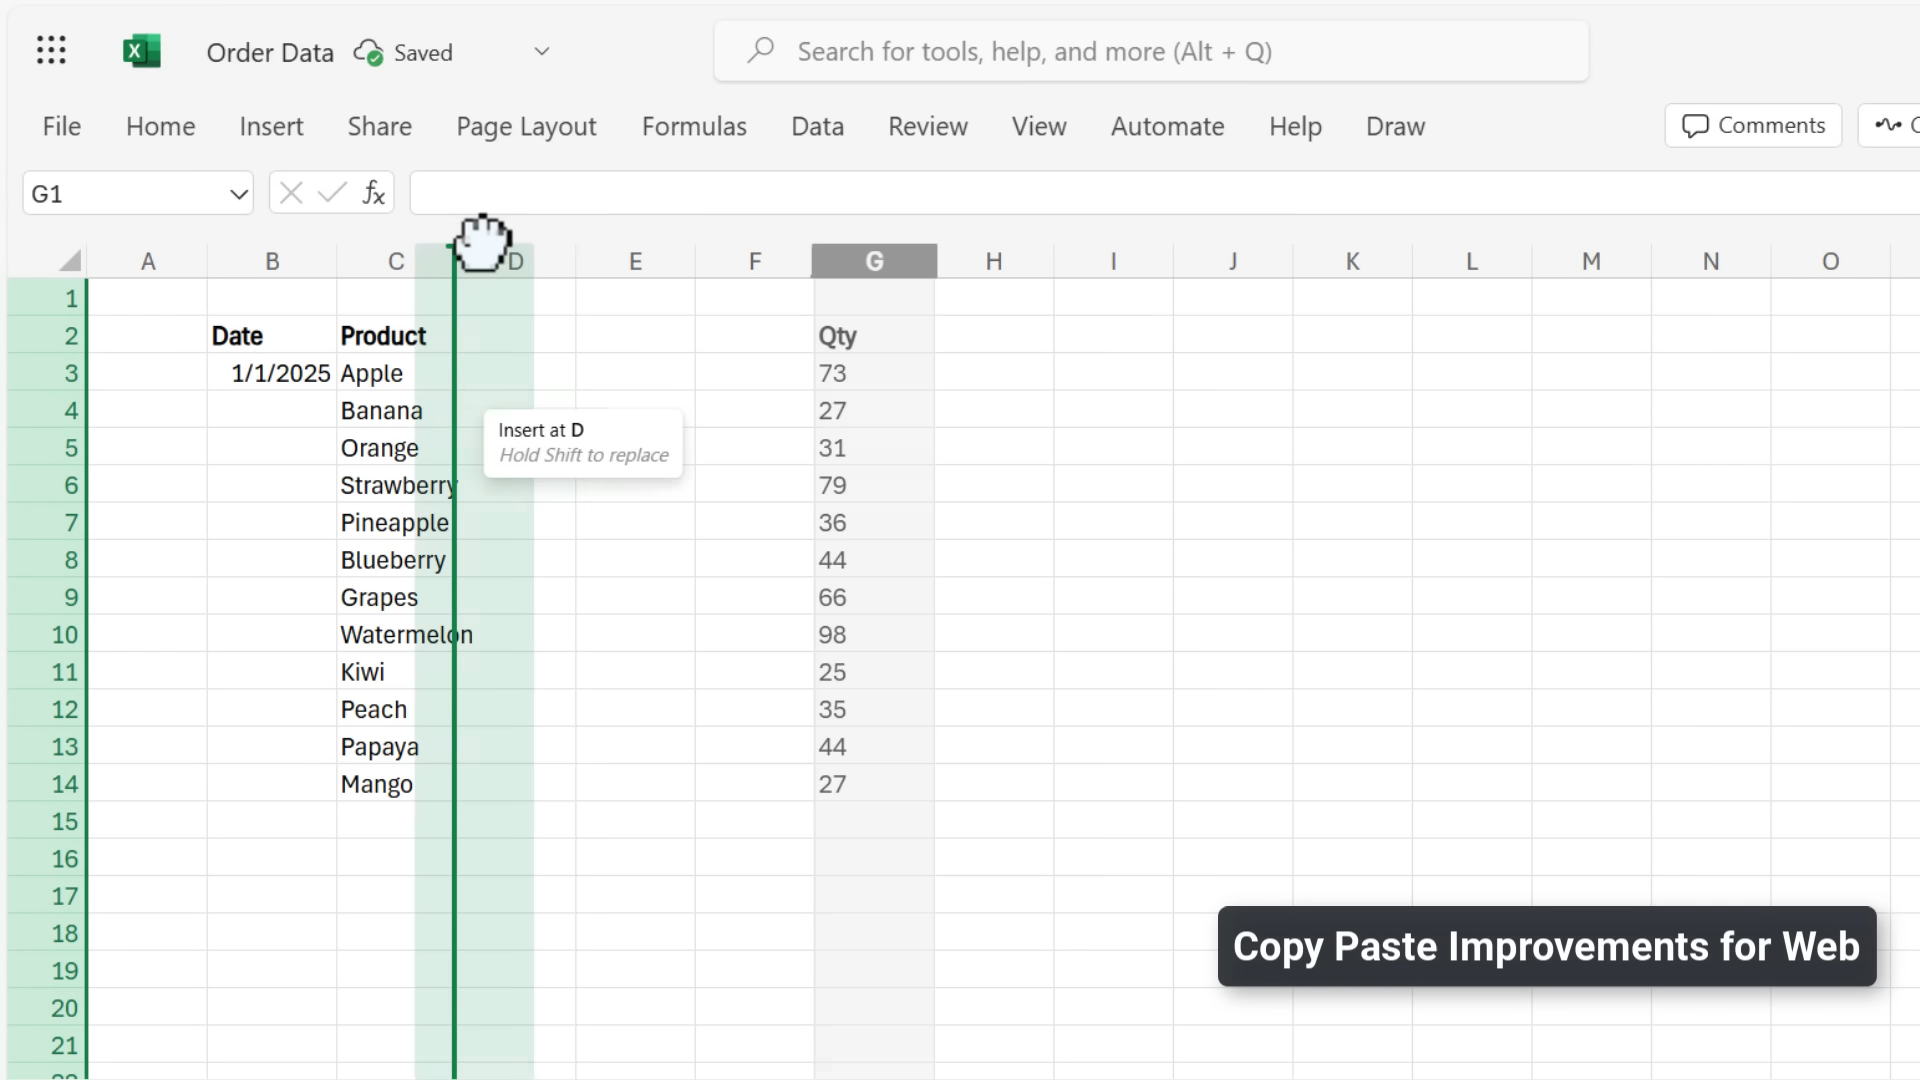 Order Data Saved
Search for tools, help, and more (Alt + Q)
File Home Insert Share Page Layout Formulas Data Review View Automate Help Draw
Comments
G1 fx
A B C D E F G H I J K L M N O
1
2 Date Product Qty
3 1/1/2025 Apple 73
4 Banana 27
Insert at D
Hold Shift to replace
5 Orange 31
6 Strawberry 79
7 Pineapple 36
8 Blueberry 44
9 Grapes 66
10 Watermelon 98
11 Kiwi 25
12 Peach 35
13 Papaya 44
14 Mango 27
15
16
17
18
Copy Paste Improvements for Web
19
20
21